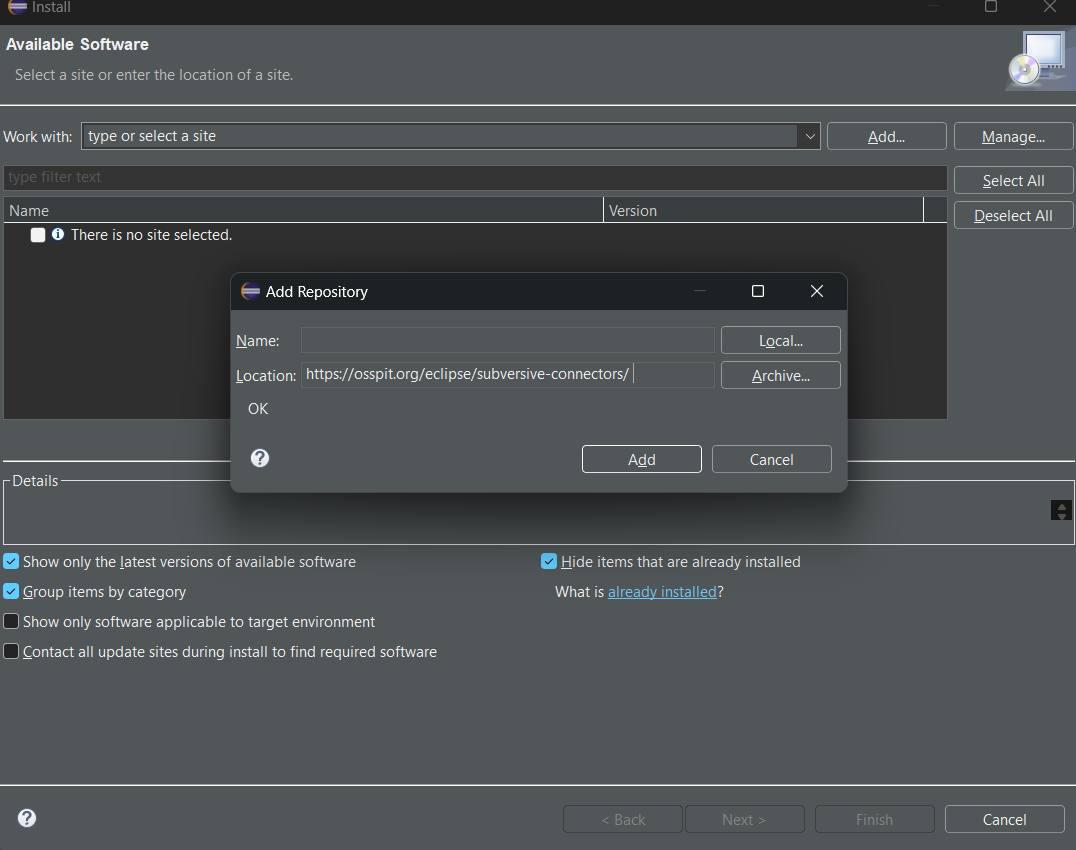 Install
Available Software
Select a site or enter the location of a site.
Work with: type or select a site Add... Manage...
type filter text Select All
Name Version Deselect All
There is no site selected.
Add Repository
Name: Local...
Location: https://osspit.org/eclipse/subversive-connectors/ Archive...
OK
Add Cancel
Details
Show only the latest versions of available software Hide items that are already installed
Group items by category What is already installed?
Show only software applicable to target environment
Contact all update sites during install to find required software
< Back Next > Finish Cancel